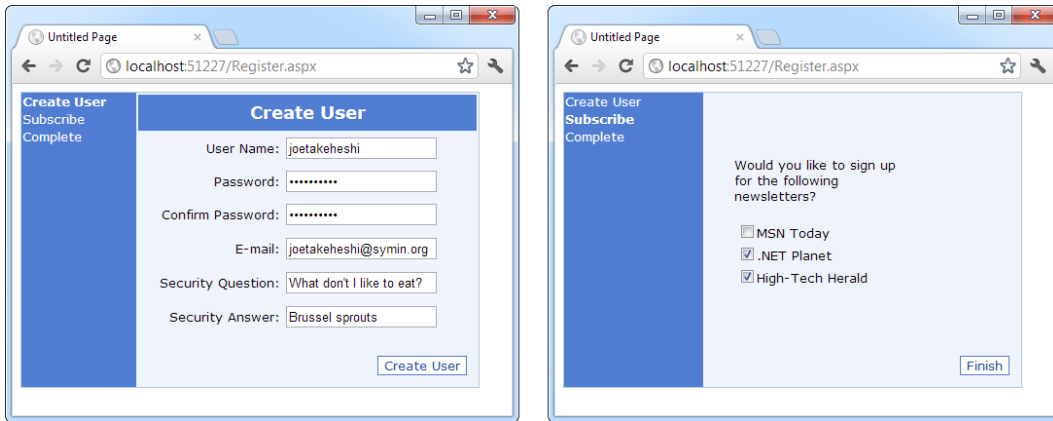 Untitled Page
localhost:51227/Register.aspx
Create User
Subscribe
Complete
Create User
User Name: joetakeheshi
Password: ••••••••••
Confirm Password: ••••••••••
E-mail: joetakeheshi@symin.org
Security Question: What don't I like to eat?
Security Answer: Brussel sprouts
Create User
Untitled Page
localhost:51227/Register.aspx
Create User
Subscribe
Complete
Would you like to sign up
for the following
newsletters?
MSN Today
.NET Planet
High-Tech Herald
Finish